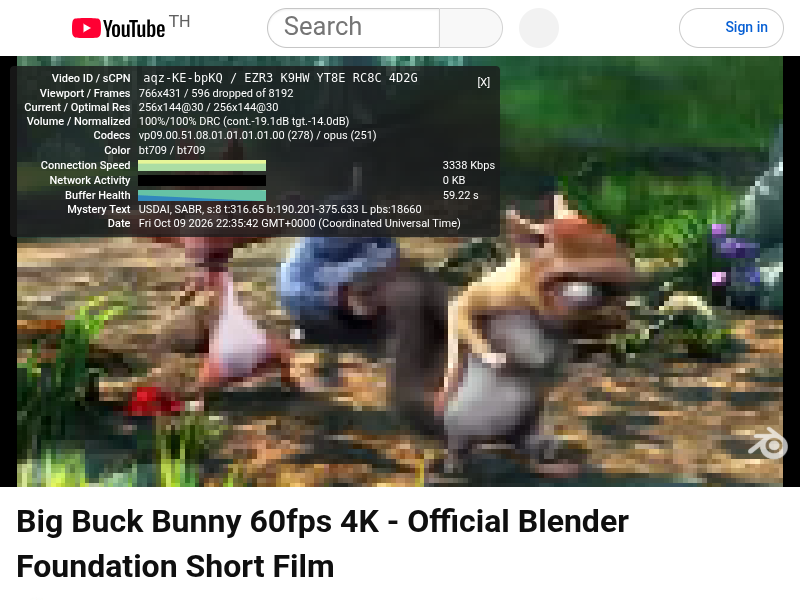 YouTube TH
Search
Sign in
Video ID / sCPN aqz-KE-bpKQ / EZR3 K9HW YT8E RC8C 4D2G
[X]
Viewport / Frames 766x431 / 596 dropped of 8192
Current / Optimal Res 256x144@30 / 256x144@30
Volume / Normalized 100%/100% DRC (cont.-19.1dB tgt.-14.0dB)
Codecs vp09.00.51.08.01.01.01.01.00 (278) / opus (251)
Color bt709 / bt709
Connection Speed 3338 Kbps
Network Activity 0 KB
Buffer Health 59.22 s
Mystery Text USDAI, SABR, s:8 t:316.65 b:190.201-375.633 L pbs:18660
Date Fri Oct 09 2026 22:35:42 GMT+0000 (Coordinated Universal Time)
Big Buck Bunny 60fps 4K - Official Blender
Foundation Short Film